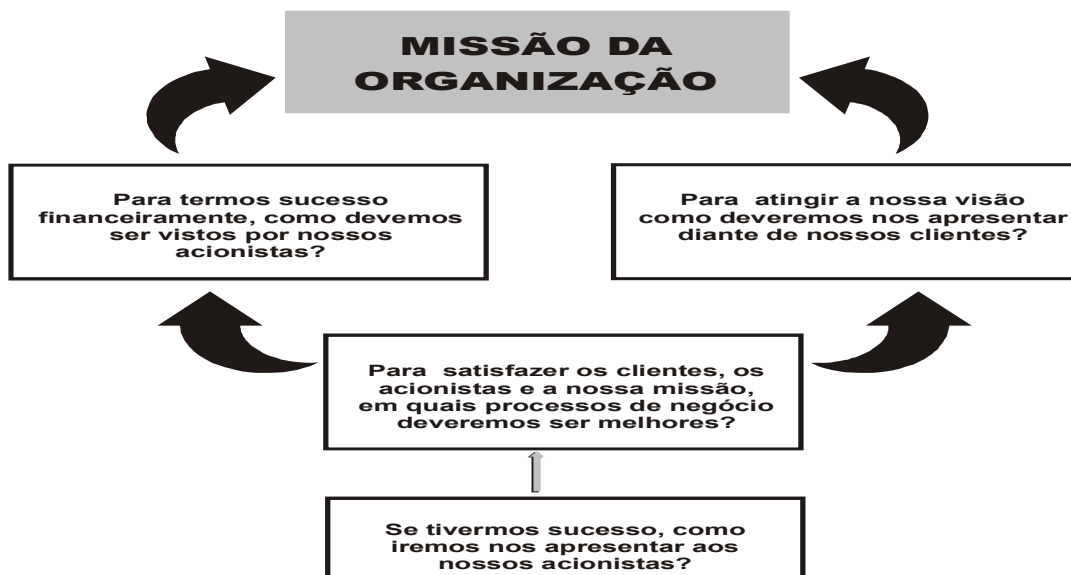 MISSÃO DA
ORGANIZAÇÃO
Para termos sucesso
financeiramente, como devemos
ser vistos por nossos
acionistas?
Para atingir a nossa visão
como deveremos nos apresentar
diante de nossos clientes?
Para satisfazer os clientes, os
acionistas e a nossa missão,
em quais processos de negócio
deveremos ser melhores?
Se tivermos sucesso, como
iremos nos apresentar aos
nossos acionistas?